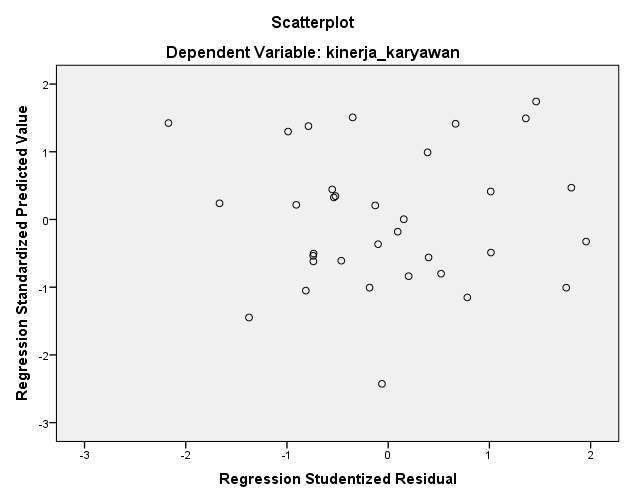 Scatterplot
Dependent Variable: kinerja_karyawan
Regression Standardized Predicted Value
2
1
0
-1
-2
-3
-3 -2 -1 0 1 2
Regression Studentized Residual